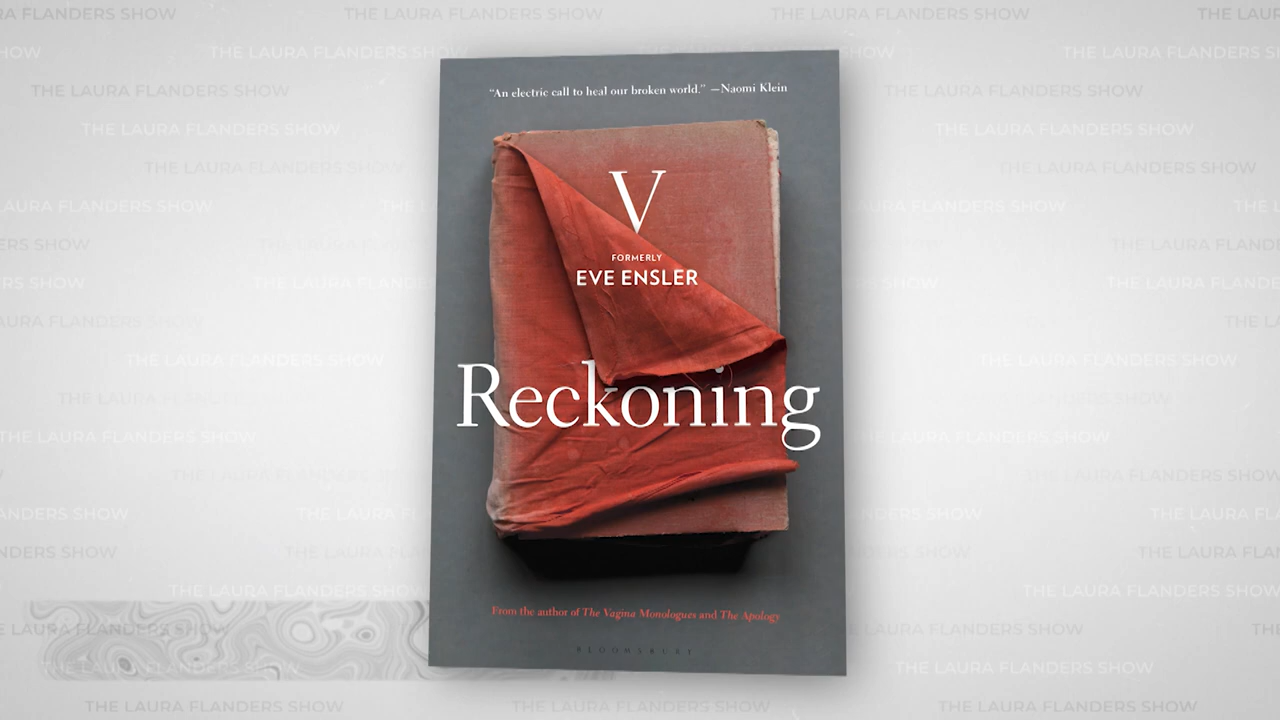 “An electric call to heal our broken world.” —Naomi Klein
V
FORMERLY
EVE ENSLER
Reckoning
From the author of The Vagina Monologues and The Apology
BLOOMSBURY
THE LAURA FLANDERS SHOW